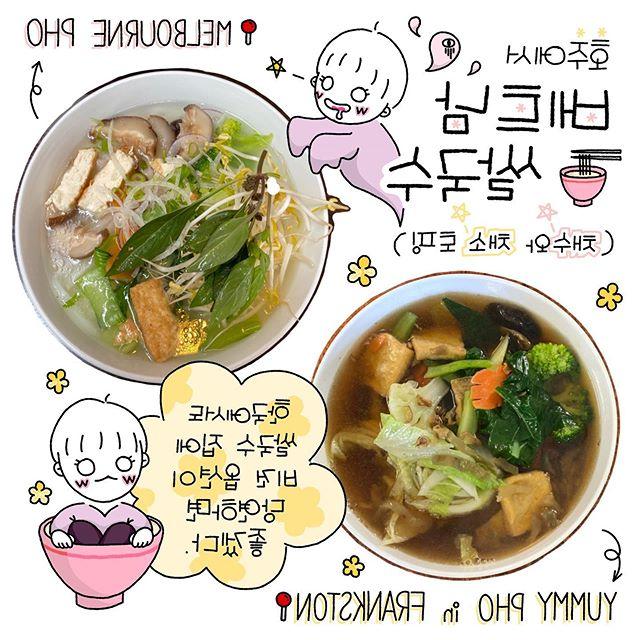 MELBOURNE PHO
호주에서
베트남
쌀국수
(채수와 채소 토핑)
한국에서도
쌀국수 집에
비건 옵션이
당연하면
좋겠다.
YUMMY PHO in FRANKSTON